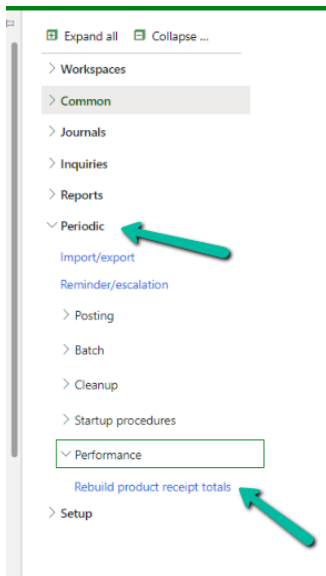 Expand all Collapse ...
Workspaces
Common
Journals
Inquiries
Reports
Periodic
Import/export
Reminder/escalation
Posting
Batch
Cleanup
Startup procedures
Performance
Rebuild product receipt totals
Setup